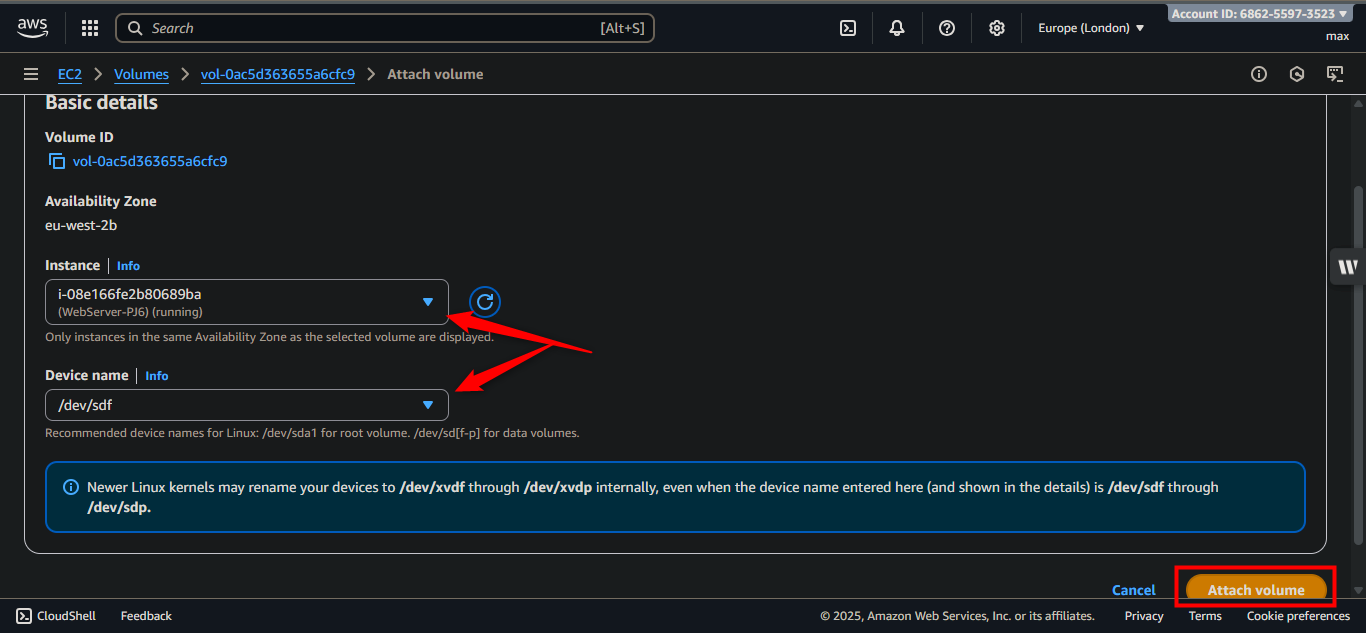 aws
Search
[Alt+S]
Europe (London)
Account ID: 6862-5597-3523
max
EC2
Volumes
vol-0ac5d363655a6cfc9
Attach volume
Basic details
Volume ID
vol-0ac5d363655a6cfc9
Availability Zone
eu-west-2b
Instance
Info
i-08e166fe2b80689ba
(WebServer-PJ6) (running)
Only instances in the same Availability Zone as the selected volume are displayed.
Device name
Info
/dev/sdf
Recommended device names for Linux: /dev/sda1 for root volume. /dev/sd[f-p] for data volumes.
Newer Linux kernels may rename your devices to /dev/xvdf through /dev/xvdp internally, even when the device name entered here (and shown in the details) is /dev/sdf through
/dev/sdp.
Cancel
Attach volume
CloudShell
Feedback
© 2025, Amazon Web Services, Inc. or its affiliates.
Privacy
Terms
Cookie preferences